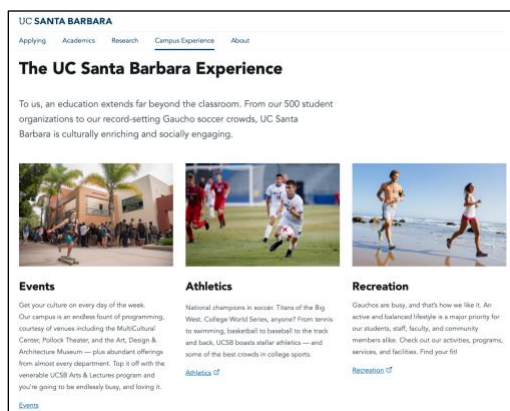 UC SANTA BARBARA
Applying Academics Research Campus Experience About
The UC Santa Barbara Experience
To us, an education extends far beyond the classroom. From our 500 student
organizations to our record-setting Gaucho soccer crowds, UC Santa
Barbara is culturally enriching and socially engaging.
Events
Get your culture on every day of the week.
Our campus is an endless fount of programming,
courtesy of venues including the MultiCultural
Center, Pollock Theater, and the Art, Design &
Architecture Museum — plus abundant offerings
from almost every department. Top it off with the
venerable UCSB Arts & Lectures program and
you're going to be endlessly busy, and loving it.
Events
Athletics
National champions in soccer. Titans of the Big
West. College World Series, anyone? From tennis
to swimming, basketball to baseball to the track
and back, UCSB boasts stellar athletics — and
some of the best crowds in college sports.
Athletics
Recreation
Gauchos are busy, and that's how we like it. An
active and balanced lifestyle is a major priority for
our students, staff, faculty, and community
members alike. Check out our activities, programs,
services, and facilities. Find your fit!
Recreation